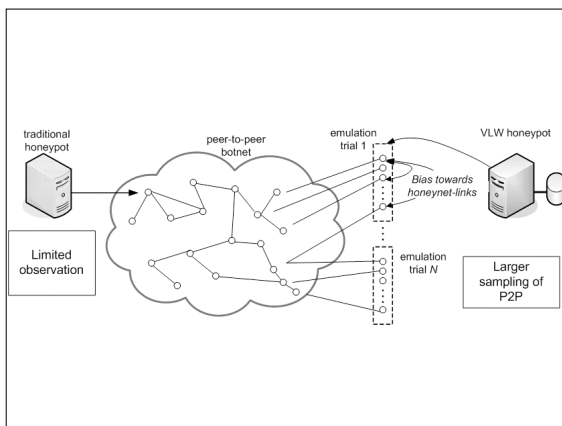 traditional
honeypot
peer-to-peer
botnet
emulation
trial 1
VLW honeypot
Bias towards
honeynet-links
Limited
observation
emulation
trial N
Larger
sampling of
P2P